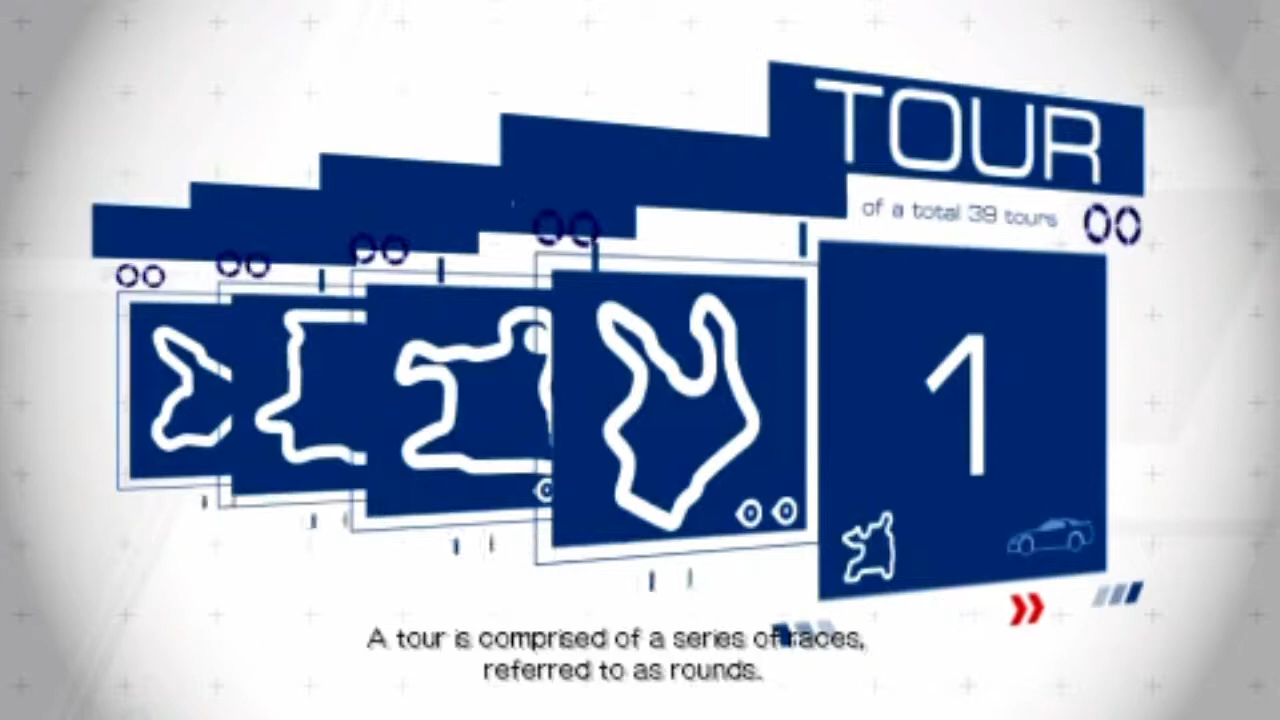 TOUR
of a total 39 tours
1
A tour is comprised of a series of races,
referred to as rounds.